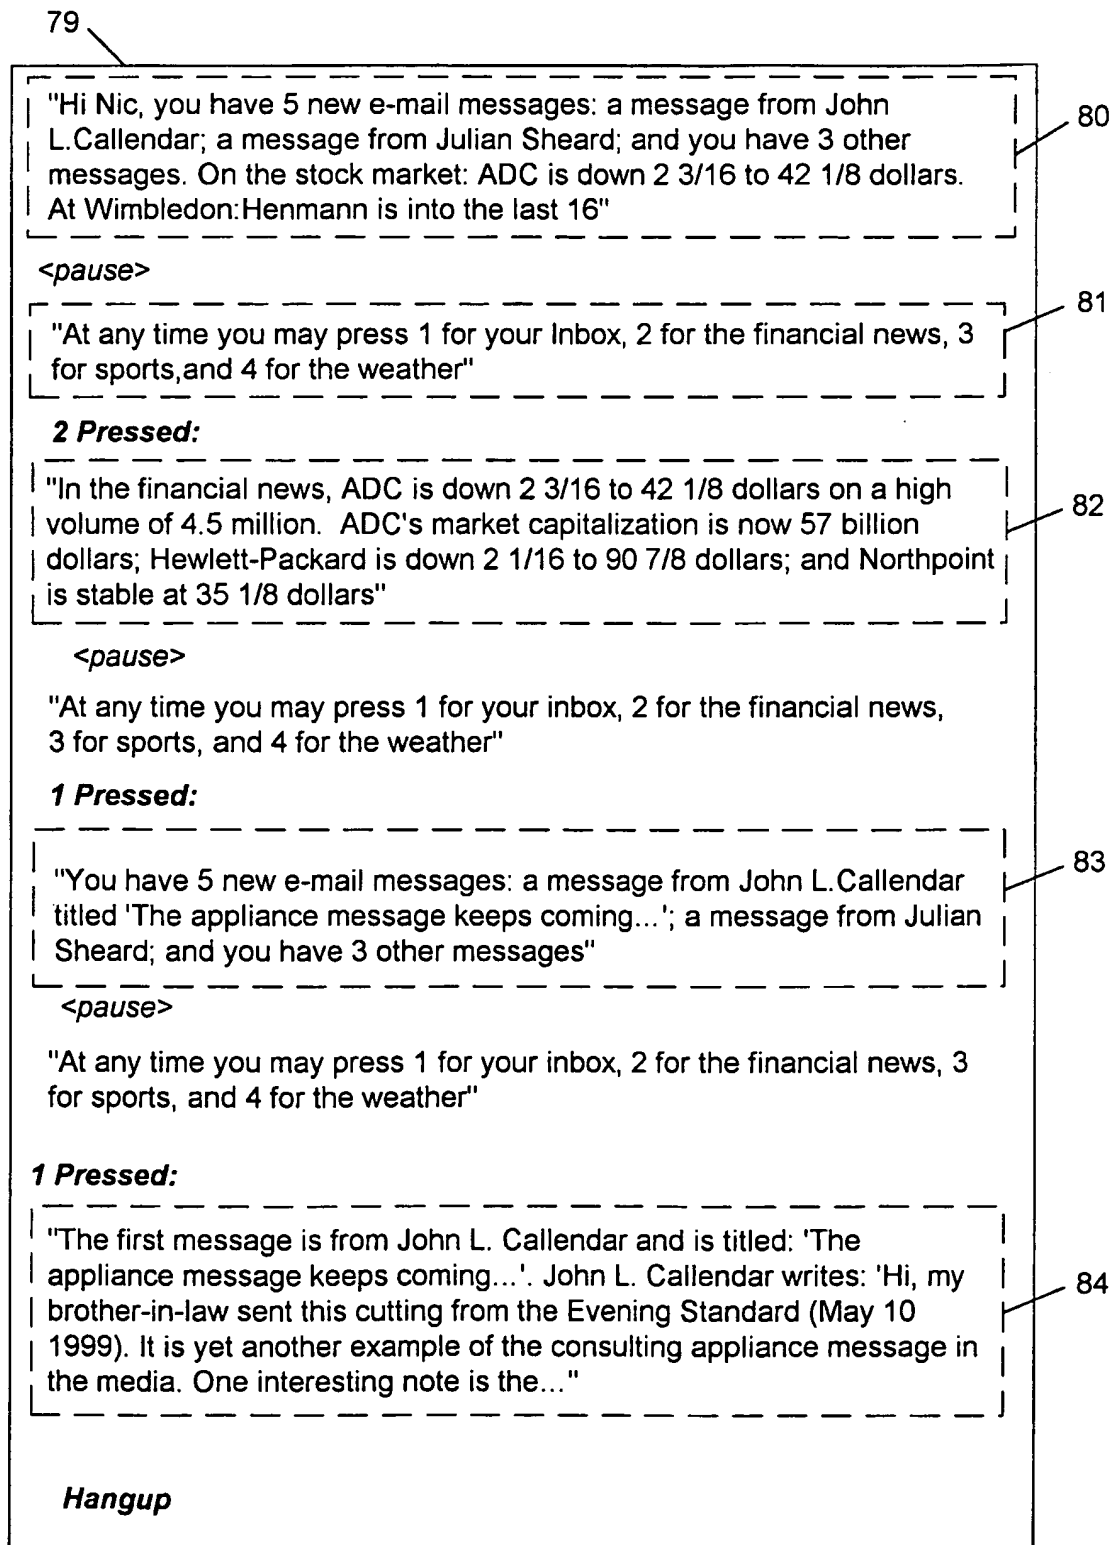 79
"Hi Nic, you have 5 new e-mail messages: a message from John
L.Callendar; a message from Julian Sheard; and you have 3 other
messages. On the stock market: ADC is down 2 3/16 to 42 1/8 dollars.
At Wimbledon:Henmann is into the last 16"
80
<pause>
81
"At any time you may press 1 for your Inbox, 2 for the financial news, 3
for sports,and 4 for the weather"
2 Pressed:
"In the financial news, ADC is down 2 3/16 to 42 1/8 dollars on a high
volume of 4.5 million. ADC's market capitalization is now 57 billion
dollars; Hewlett-Packard is down 2 1/16 to 90 7/8 dollars; and Northpoint
is stable at 35 1/8 dollars"
82
<pause>
"At any time you may press 1 for your inbox, 2 for the financial news,
3 for sports, and 4 for the weather"
1 Pressed:
83
"You have 5 new e-mail messages: a message from John L.Callendar
titled 'The appliance message keeps coming...'; a message from Julian
Sheard; and you have 3 other messages"
<pause>
"At any time you may press 1 for your inbox, 2 for the financial news, 3
for sports, and 4 for the weather"
1 Pressed:
"The first message is from John L. Callendar and is titled: 'The
appliance message keeps coming...'. John L. Callendar writes: 'Hi, my
brother-in-law sent this cutting from the Evening Standard (May 10
1999). It is yet another example of the consulting appliance message in
the media. One interesting note is the..."
84
Hangup